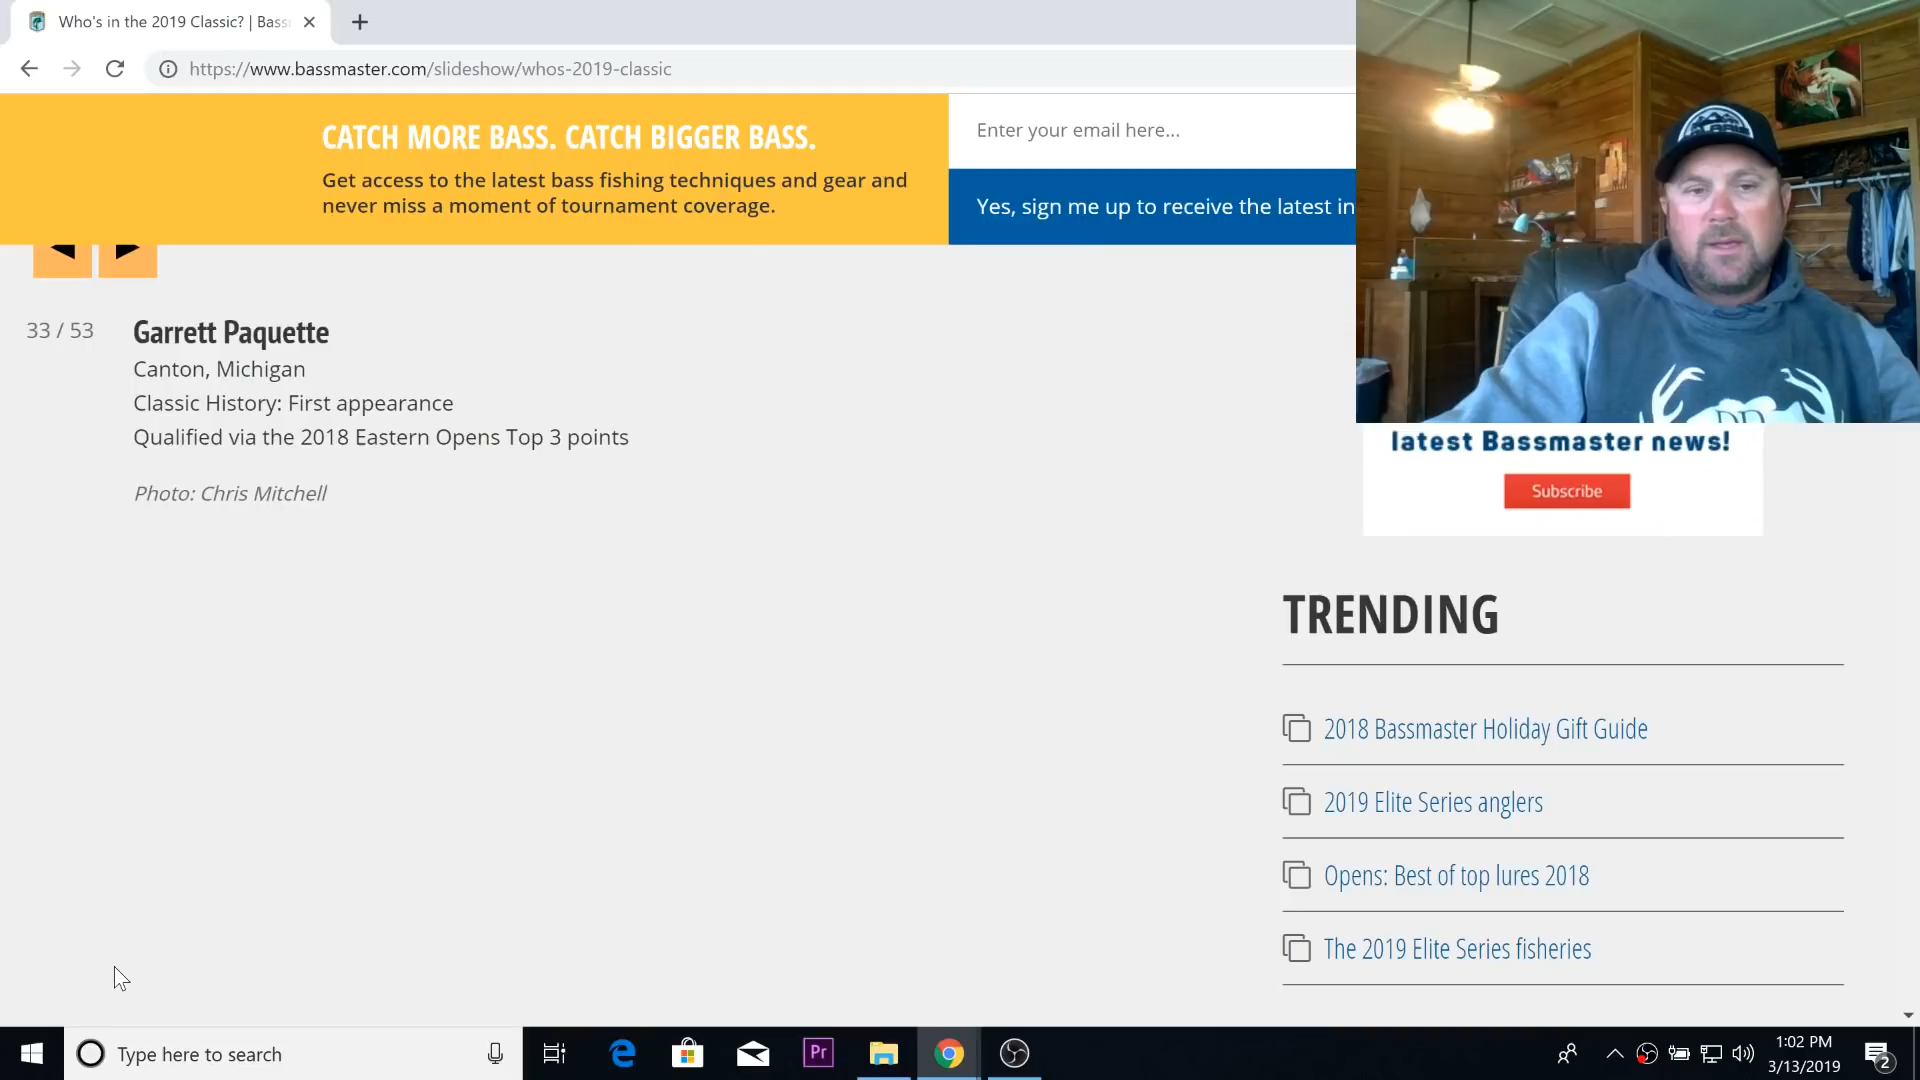 Who's in the 2019 Classic? | Bass
https://www.bassmaster.com/slideshow/whos-2019-classic
CATCH MORE BASS. CATCH BIGGER BASS.
Get access to the latest bass fishing techniques and gear and
never miss a moment of tournament coverage.
Enter your email here...
Yes, sign me up to receive the latest in
33 / 53
Garrett Paquette
Canton, Michigan
Classic History: First appearance
Qualified via the 2018 Eastern Opens Top 3 points
Photo: Chris Mitchell
latest Bassmaster news!
Subscribe
TRENDING
2018 Bassmaster Holiday Gift Guide
2019 Elite Series anglers
Opens: Best of top lures 2018
The 2019 Elite Series fisheries
Type here to search
Pr
1:02 PM
3/13/2019
2